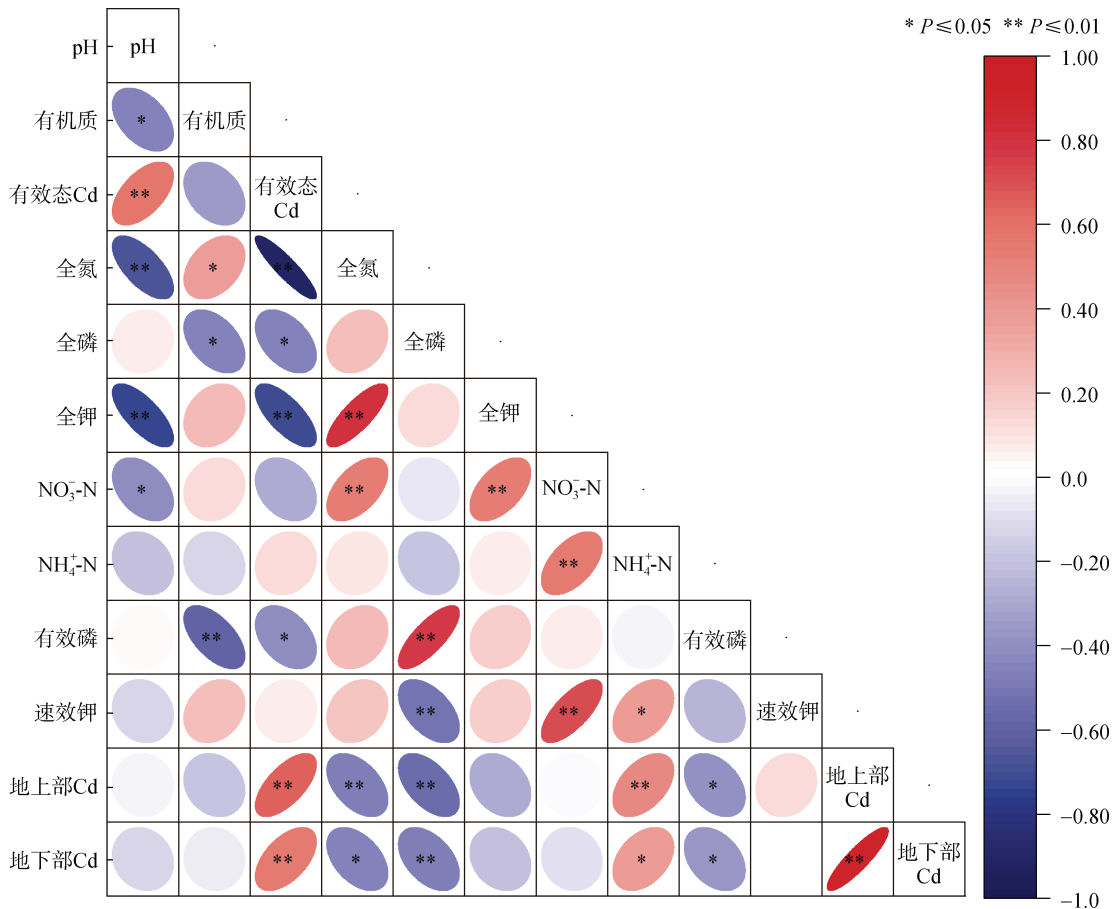 * P≤0.05 ** P≤0.01
pH pH
有机质 * 有机质
有效态Cd ** 有效态
Cd
全氮 ** * ** 全氮
全磷 * * 全磷
全钾 ** ** ** 全钾
NO₃⁻-N * ** ** NO₃⁻-N
NH₄⁺-N ** NH₄⁺-N
有效磷 ** * ** 有效磷
速效钾 ** ** * 速效钾
地上部Cd ** ** ** ** * 地上部
Cd
地下部Cd ** * ** * * ** 地下部
Cd
1.00
0.80
0.60
0.40
0.20
0.0
–0.20
–0.40
–0.60
–0.80
–1.0